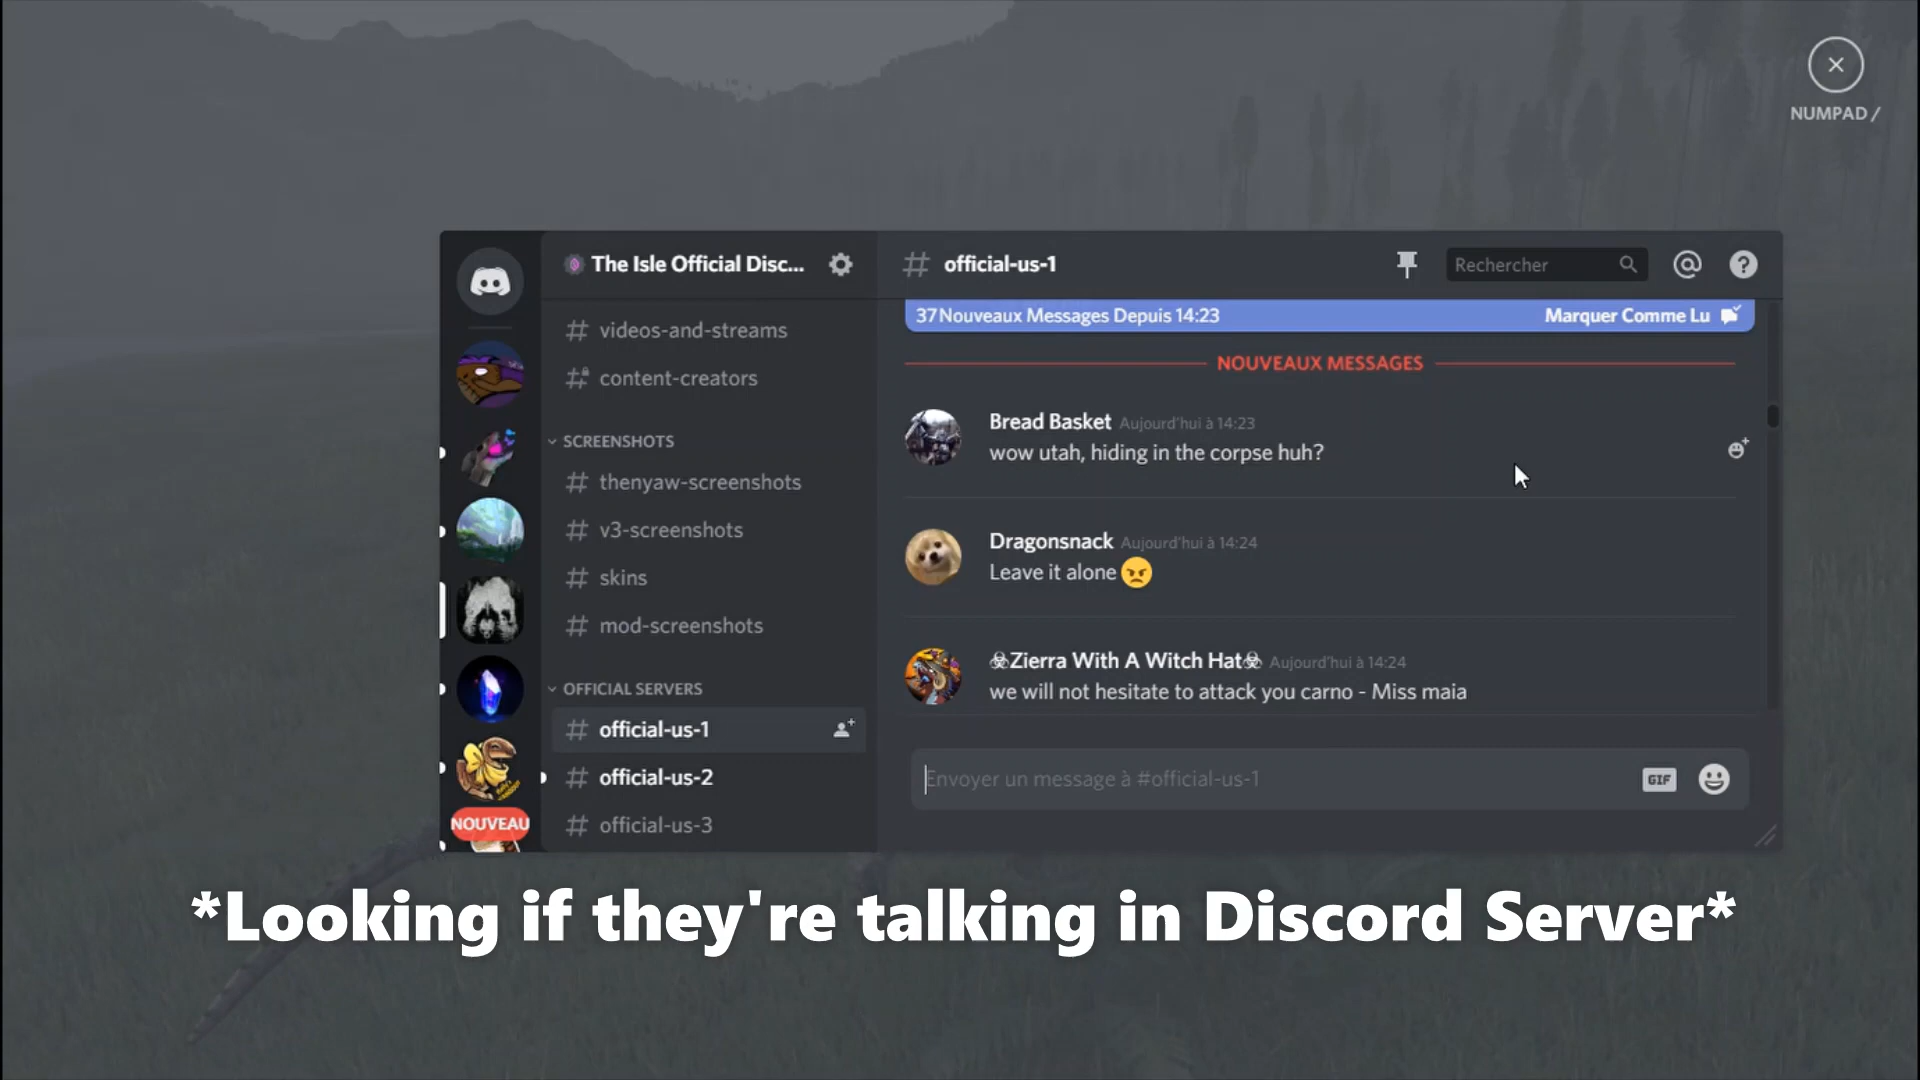 NUMPAD /
The Isle Official Disc...
videos-and-streams
content-creators
SCREENSHOTS
thenyaw-screenshots
v3-screenshots
skins
mod-screenshots
OFFICIAL SERVERS
official-us-1
official-us-2
official-us-3
NOUVEAU
official-us-1
Rechercher
37 Nouveaux Messages Depuis 14:23
Marquer Comme Lu
NOUVEAUX MESSAGES
Bread Basket Aujourd'hui à 14:23
wow utah, hiding in the corpse huh?
Dragonsnack Aujourd'hui à 14:24
Leave it alone 😠
☣Zierra With A Witch Hat☣ Aujourd'hui à 14:24
we will not hesitate to attack you carno - Miss maia
Envoyer un message à #official-us-1
GIF
*Looking if they're talking in Discord Server*